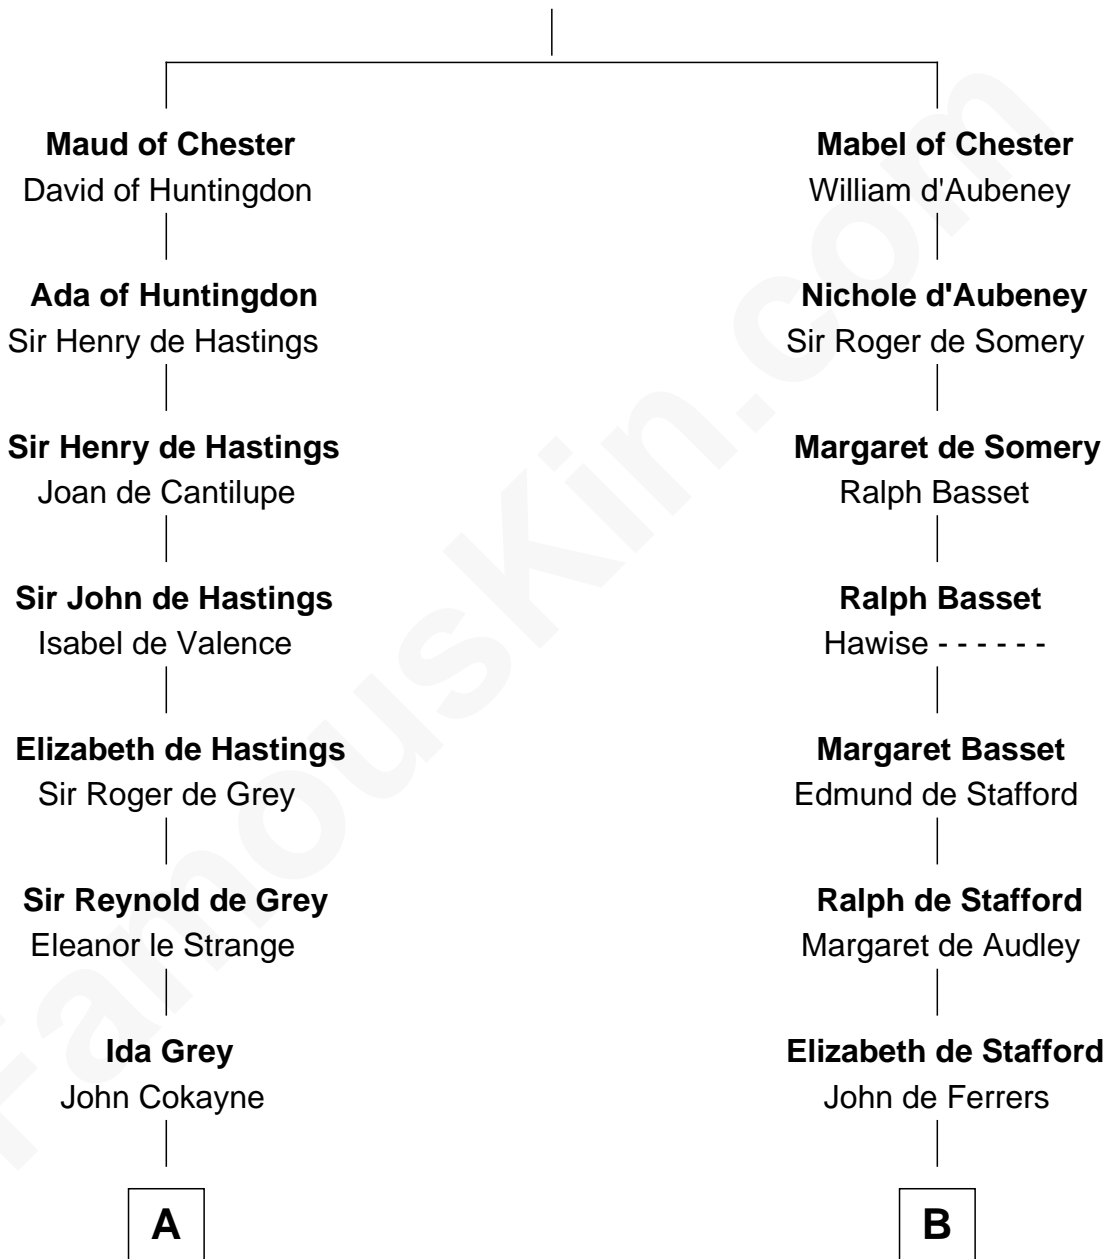 Maud of Chester
David of Huntingdon
Ada of Huntingdon
Sir Henry de Hastings
Sir Henry de Hastings
Joan de Cantilupe
Sir John de Hastings
Isabel de Valence
Elizabeth de Hastings
Sir Roger de Grey
Sir Reynold de Grey
Eleanor le Strange
Ida Grey
John Cokayne
A
Mabel of Chester
William d'Aubeney
Nichole d'Aubeney
Sir Roger de Somery
Margaret de Somery
Ralph Basset
Ralph Basset
Hawise - - - - - -
Margaret Basset
Edmund de Stafford
Ralph de Stafford
Margaret de Audley
Elizabeth de Stafford
John de Ferrers
B
FamousKin.com